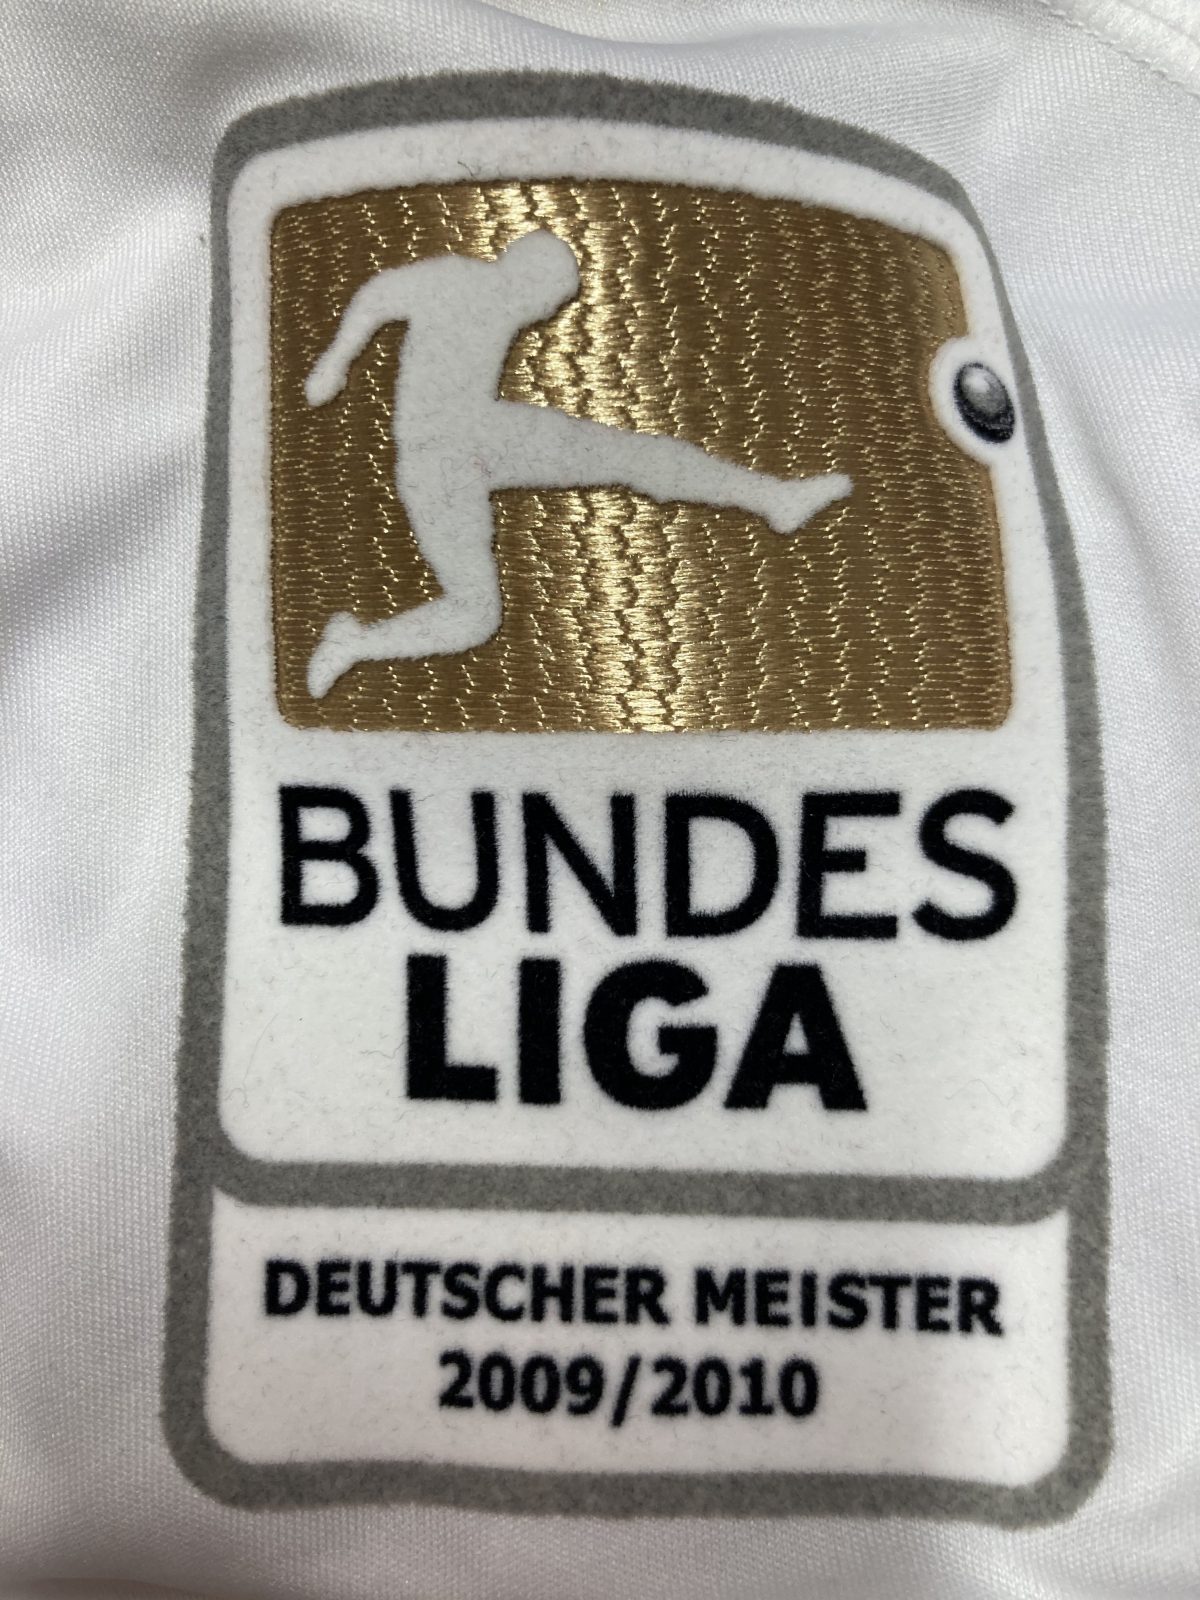 BUNDES
LIGA
DEUTSCHER MEISTER
2009/2010